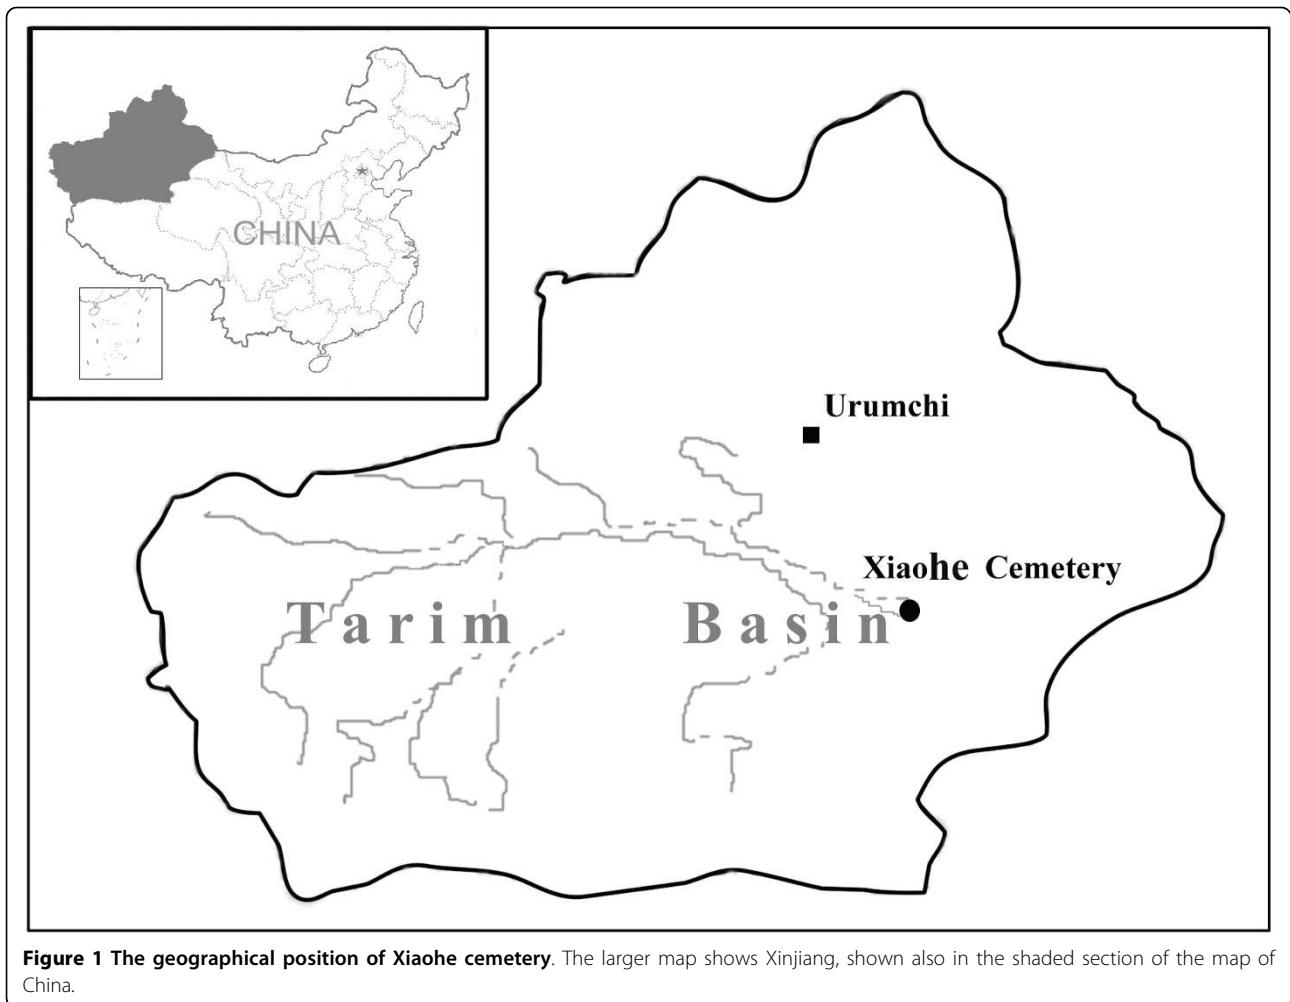 CHINA
Urumchi
Xiaohe Cemetery
Tarim Basin
Figure 1 The geographical position of Xiaohe cemetery. The larger map shows Xinjiang, shown also in the shaded section of the map of
China.